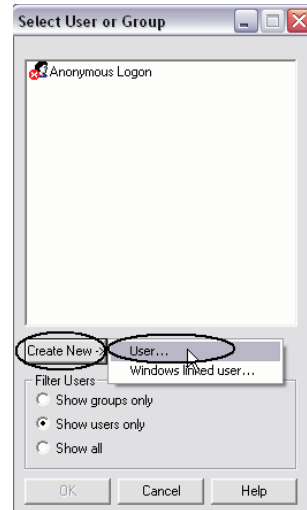 Select User or Group
Anonymous Logon
Create New ->
User...
Windows linked user...
Filter Users
Show groups only
Show users only
Show all
OK
Cancel
Help